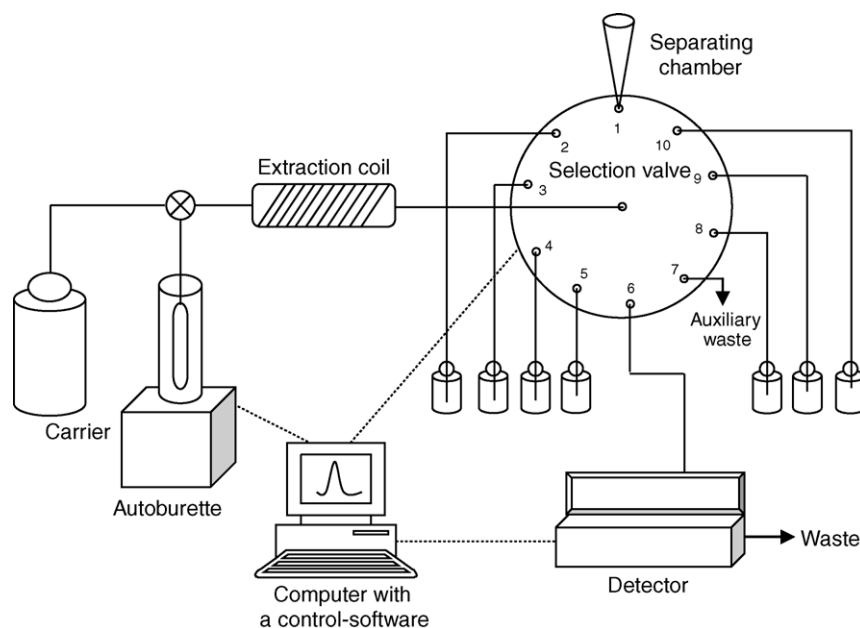 Separating
chamber
1
2
10
Extraction coil
Selection valve
3
9
4
8
5
6
7
Auxiliary
waste
Carrier
Autoburette
Computer with
a control-software
Detector
Waste